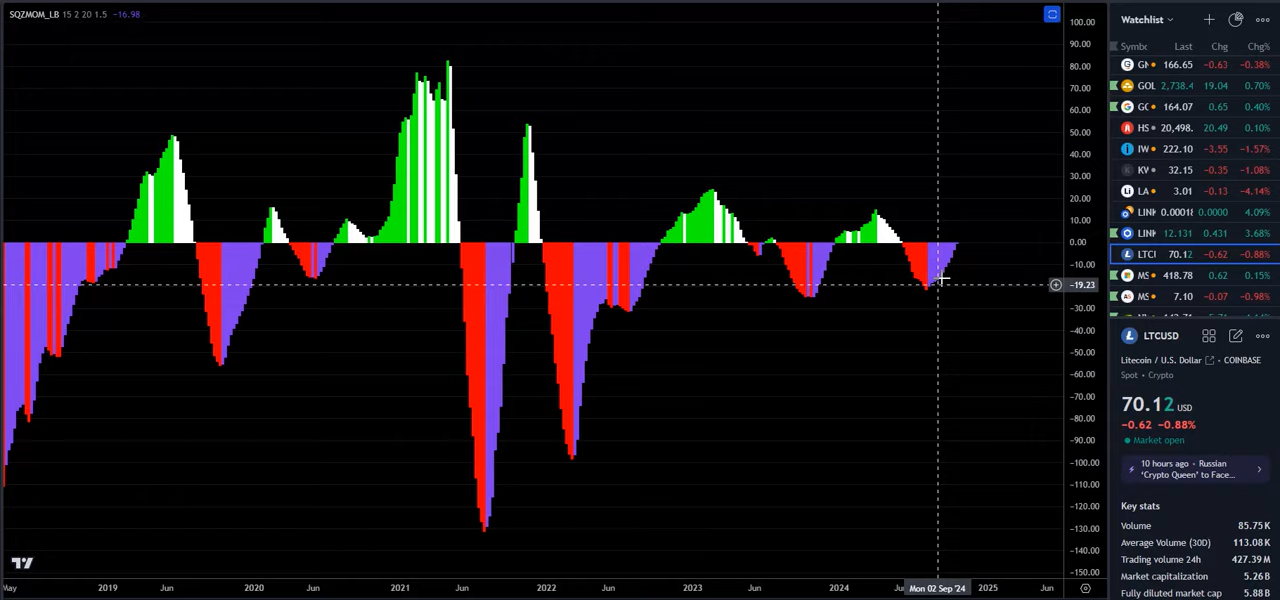 SQZMOM_LB 15 2 20 1.5 −16.98
100.00
90.00
80.00
70.00
60.00
50.00
40.00
30.00
20.00
10.00
0.00
−10.00
−19.23
−30.00
−40.00
−50.00
−60.00
−70.00
−80.00
−90.00
−100.00
−110.00
−120.00
−130.00
−140.00
−150.00
May 2019 Jun 2020 Jun 2021 Jun 2022 Jun 2023 Jun 2024 Mon 02 Sep '24 2025 Jun
Watchlist
Symbc Last Chg Chg%
GN 166.65 −0.63 −0.38%
GOL 2,738.4 19.04 0.70%
GC 164.07 0.65 0.40%
HS 20,498. 20.49 0.10%
IW 222.10 −3.55 −1.57%
KV 32.15 −0.35 −1.08%
LA 3.01 −0.13 −4.14%
LINK 0.00018 0.0000 4.09%
LINK 12.131 0.431 3.68%
LTC 70.12 −0.62 −0.88%
MS 418.78 0.62 0.15%
MS 7.10 −0.07 −0.98%
LTCUSD
Litecoin / U.S. Dollar • COINBASE
Spot • Crypto
70.12 USD
−0.62 −0.88%
Market open
10 hours ago • Russian
'Crypto Queen' to Face...
Key stats
Volume 85.75K
Average Volume (30D) 113.08K
Trading volume 24h 427.39M
Market capitalization 5.26B
Fully diluted market cap 5.88B